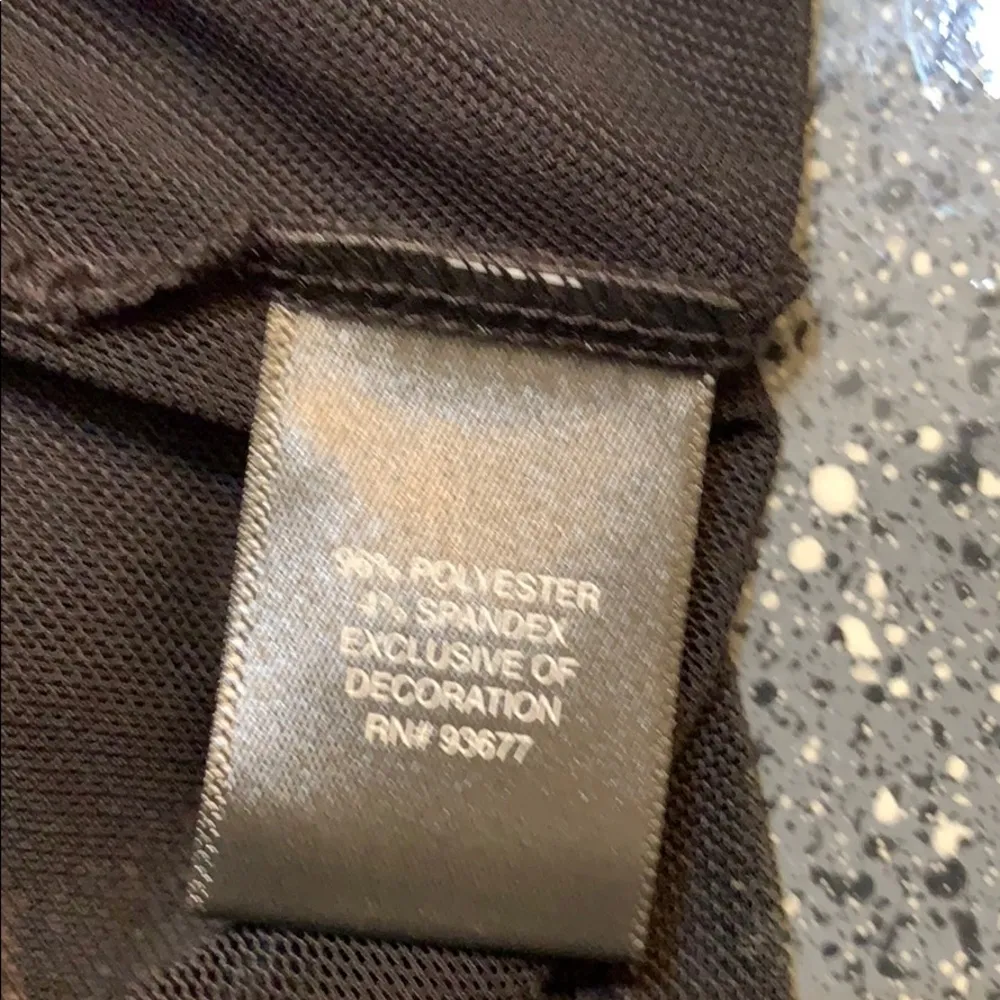 96% POLYESTER
4% SPANDEX
EXCLUSIVE OF
DECORATION
RN# 93677